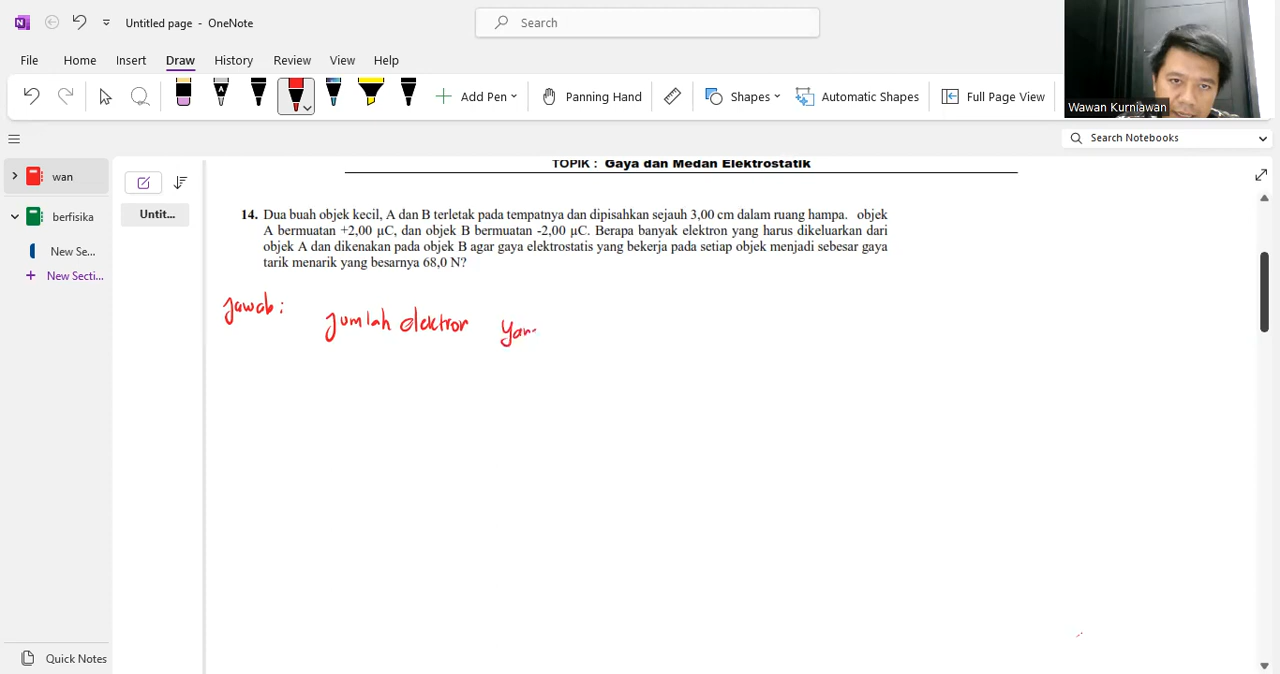 Untitled page - OneNote
Search
File Home Insert Draw History Review View Help
Add Pen Panning Hand Shapes Automatic Shapes Full Page View
Wawan Kurniawan
Search Notebooks
wan
Untit...
berfisika
New Se...
New Secti...
Quick Notes
TOPIK : Gaya dan Medan Elektrostatik
14. Dua buah objek kecil, A dan B terletak pada tempatnya dan dipisahkan sejauh 3,00 cm dalam ruang hampa. objek
A bermuatan +2,00 µC, dan objek B bermuatan -2,00 µC. Berapa banyak elektron yang harus dikeluarkan dari
objek A dan dikenakan pada objek B agar gaya elektrostatis yang bekerja pada setiap objek menjadi sebesar gaya
tarik menarik yang besarnya 68,0 N?
Jawab :
Jumlah elektron yan